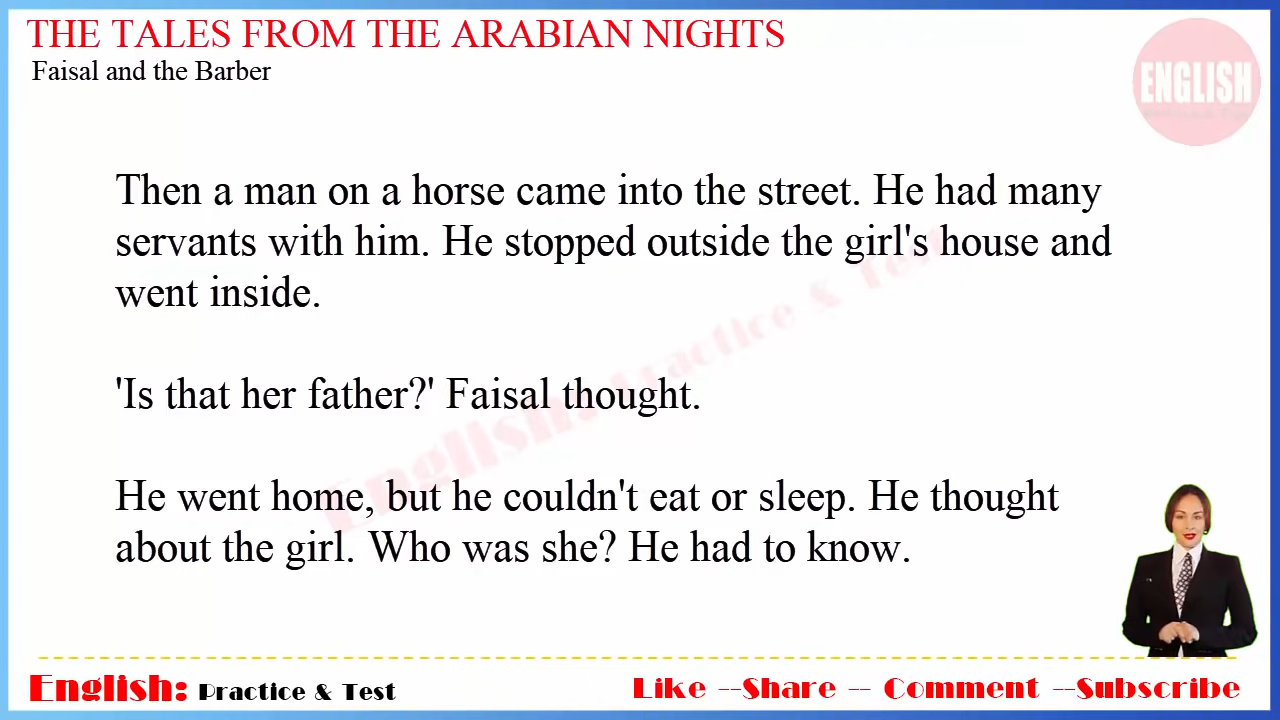 THE TALES FROM THE ARABIAN NIGHTS
Faisal and the Barber
ENGLISH
Then a man on a horse came into the street. He had many
servants with him. He stopped outside the girl's house and
went inside.
'Is that her father?' Faisal thought.
He went home, but he couldn't eat or sleep. He thought
about the girl. Who was she? He had to know.
English: Practice & Test
English: Practice & Test
Like --Share -- Comment --Subscribe